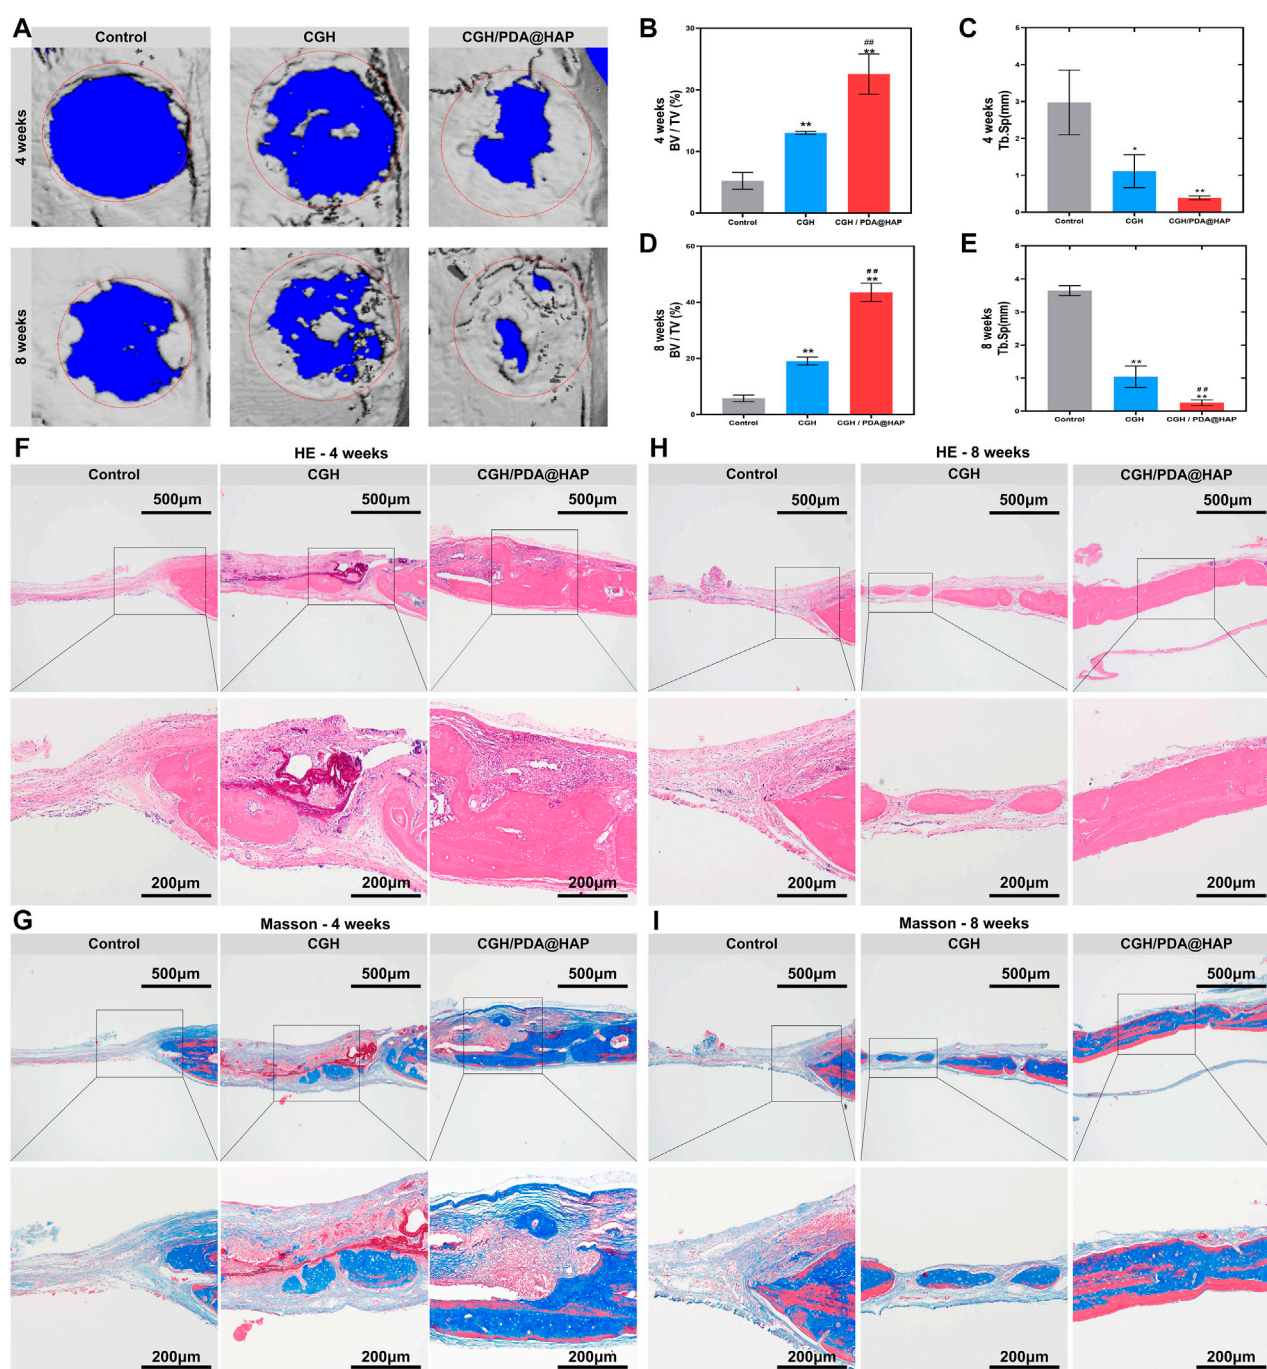 A
Control
CGH
CGH/PDA@HAP
4 weeks
8 weeks
B
4 weeks
BV / TV (%)
30
20
10
0
**
##
**
Control
CGH
CGH / PDA@HAP
C
4 weeks
Tb.Sp(mm)
4
3
2
1
0
*
**
Control
CGH
CGH/PDA@HAP
D
8 weeks
BV / TV (%)
60
40
20
0
**
##
**
Control
CGH
CGH / PDA@HAP
E
8 weeks
Tb.Sp(mm)
5
4
3
2
1
0
**
##
**
Control
CGH
CGH / PDA@HAP
F
HE - 4 weeks
Control
CGH
CGH/PDA@HAP
500μm
500μm
500μm
200μm
200μm
200μm
H
HE - 8 weeks
Control
CGH
CGH/PDA@HAP
500μm
500μm
500μm
200μm
200μm
200μm
G
Masson - 4 weeks
Control
CGH
CGH/PDA@HAP
500μm
500μm
500μm
200μm
200μm
200μm
I
Masson - 8 weeks
Control
CGH
CGH/PDA@HAP
500μm
500μm
500μm
200μm
200μm
200μm